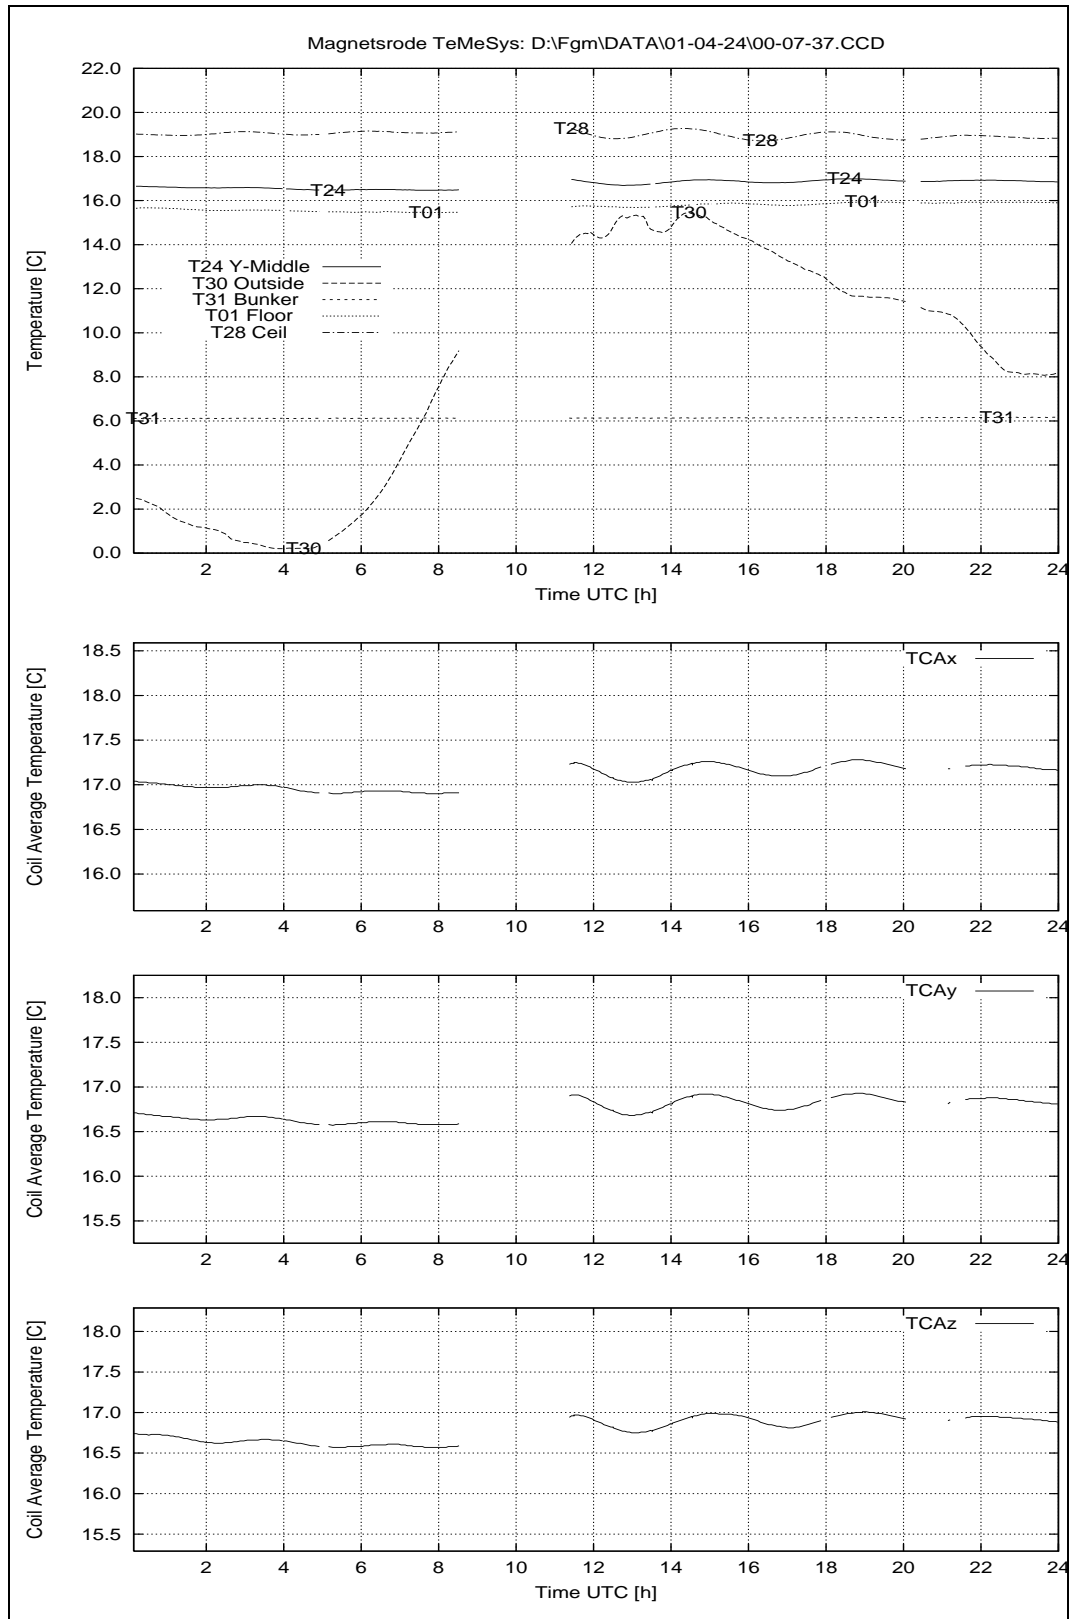 Magnetsrode TeMeSys: D:\Fgm\DATA\01-04-24\00-07-37.CCD
Temperature [C]
22.0
20.0
18.0
16.0
14.0
12.0
10.0
8.0
6.0
4.0
2.0
0.0
T28
T28
T24
T24
T01
T01
T30
T24 Y-Middle
T30 Outside
T31 Bunker
T01 Floor
T28 Ceil
T31
T31
T30
2 4 6 8 10 12 14 16 18 20 22 24
Time UTC [h]
Coil Average Temperature [C]
18.5
18.0
17.5
17.0
16.5
16.0
TCAx
2 4 6 8 10 12 14 16 18 20 22 24
Coil Average Temperature [C]
18.0
17.5
17.0
16.5
16.0
15.5
TCAy
2 4 6 8 10 12 14 16 18 20 22 24
Coil Average Temperature [C]
18.0
17.5
17.0
16.5
16.0
15.5
TCAz
2 4 6 8 10 12 14 16 18 20 22 24
Time UTC [h]